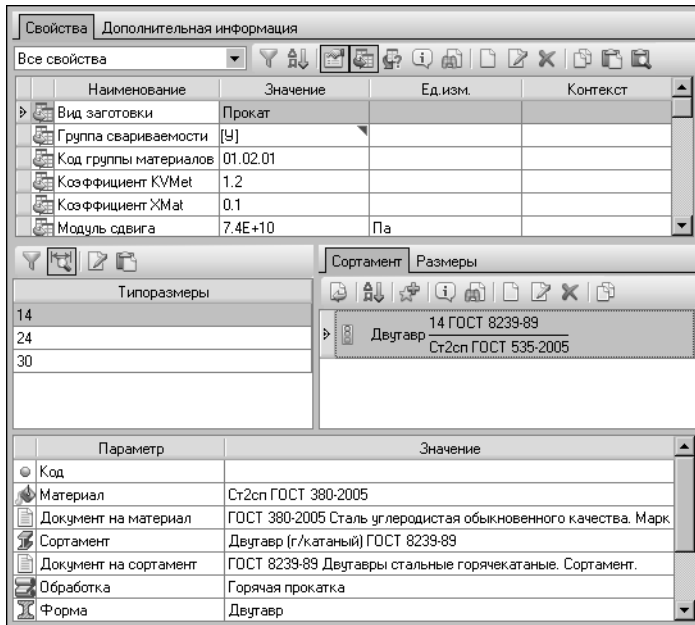 Свойства Дополнительная информация
Все свойства
Наименование Значение Ед.изм. Контекст
Вид заготовки Прокат
Группа свариваемости [У]
Код группы материалов 01.02.01
Коэффициент KVMet 1.2
Коэффициент XMat 0.1
Модуль сдвига 7.4E+10 Па
Сортамент Размеры
Типоразмеры
14
24
30
14 ГОСТ 8239-89
Двутавр
Ст2сп ГОСТ 535-2005
Параметр Значение
Код
Материал Ст2сп ГОСТ 380-2005
Документ на материал ГОСТ 380-2005 Сталь углеродистая обыкновенного качества. Марк
Сортамент Двутавр (г/катаный) ГОСТ 8239-89
Документ на сортамент ГОСТ 8239-89 Двутавры стальные горячекатаные. Сортамент.
Обработка Горячая прокатка
Форма Двутавр